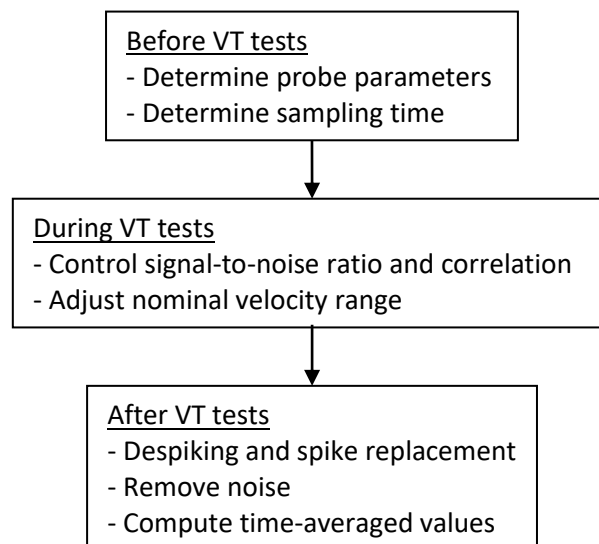 Before VT tests
- Determine probe parameters
- Determine sampling time
During VT tests
- Control signal-to-noise ratio and correlation
- Adjust nominal velocity range
After VT tests
- Despiking and spike replacement
- Remove noise
- Compute time-averaged values